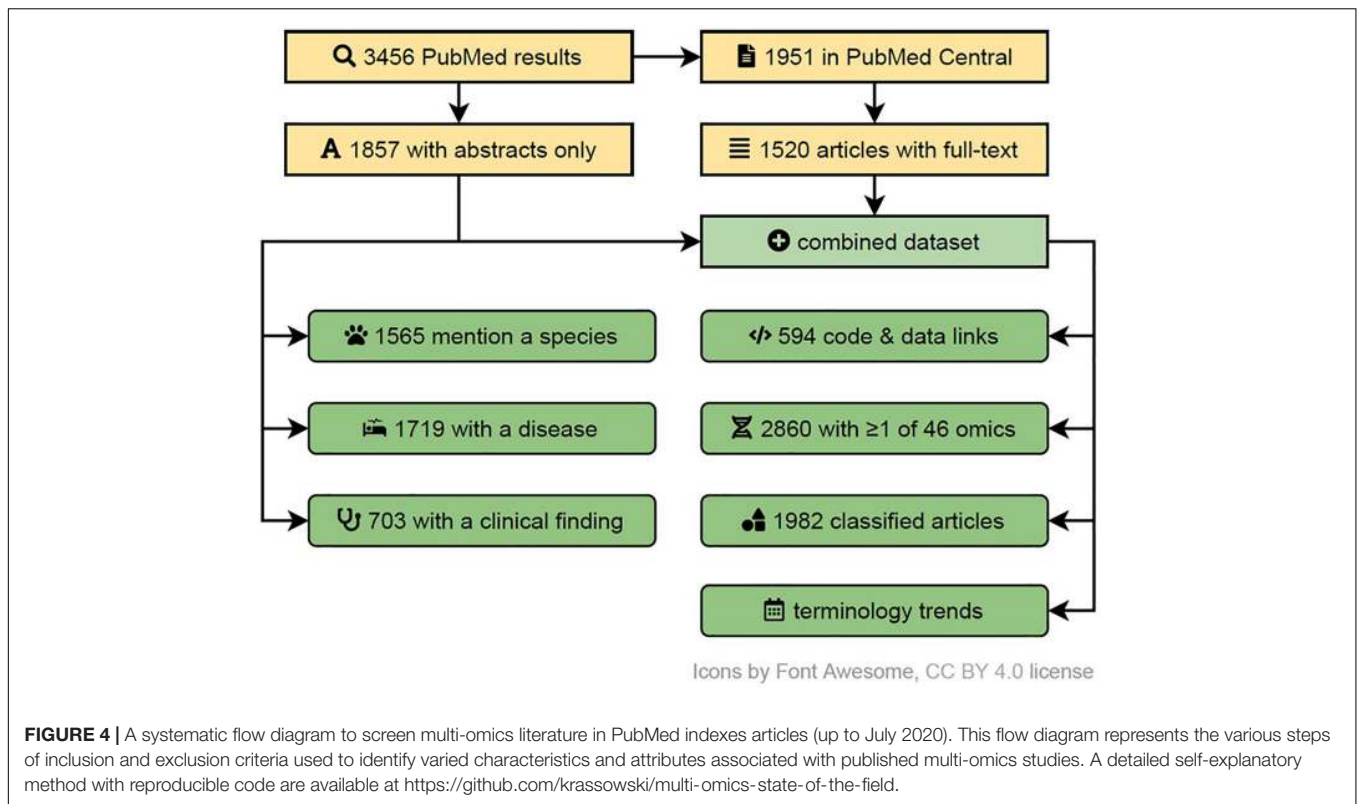 3456 PubMed results
1951 in PubMed Central
1857 with abstracts only
1520 articles with full-text
combined dataset
1565 mention a species
594 code & data links
1719 with a disease
2860 with ≥1 of 46 omics
703 with a clinical finding
1982 classified articles
terminology trends
Icons by Font Awesome, CC BY 4.0 license
FIGURE 4 | A systematic flow diagram to screen multi-omics literature in PubMed indexes articles (up to July 2020). This flow diagram represents the various steps
of inclusion and exclusion criteria used to identify varied characteristics and attributes associated with published multi-omics studies. A detailed self-explanatory
method with reproducible code are available at https://github.com/krassowski/multi-omics-state-of-the-field.